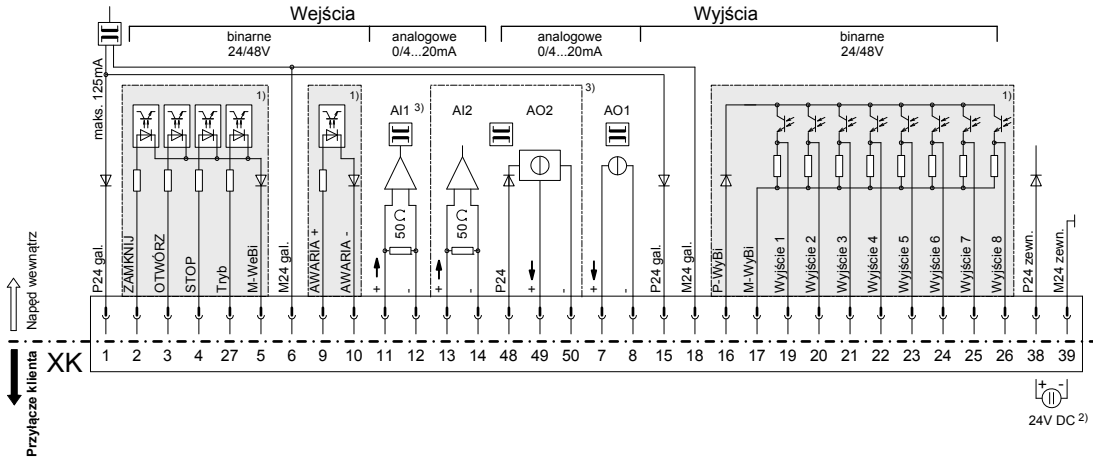 Wejścia
Wyjścia
binarne
24/48V
analogowe
0/4...20mA
analogowe
0/4...20mA
binarne
24/48V
maks. 125mA
1)
1)
AI1 3)
AI2
3)
AO2
AO1
1)
50 Ω
50 Ω
P24 gal.
ZAMKNIJ
OTWÓRZ
STOP
Tryb
M-WeBi
M24 gal.
AWARIA +
AWARIA -
+
-
+
-
P24
+
-
+
-
P24 gal.
M24 gal.
P-WyBi
M-WyBi
Wyjście 1
Wyjście 2
Wyjście 3
Wyjście 4
Wyjście 5
Wyjście 6
Wyjście 7
Wyjście 8
P24 zewn.
M24 zewn.
Napęd wewnątrz
Przyłącze klienta
XK
1 2 3 4 27 5 6 9 10 11 12 13 14 48 49 50 7 8 15 18 16 17 19 20 21 22 23 24 25 26 38 39
+ -
24V DC 2)